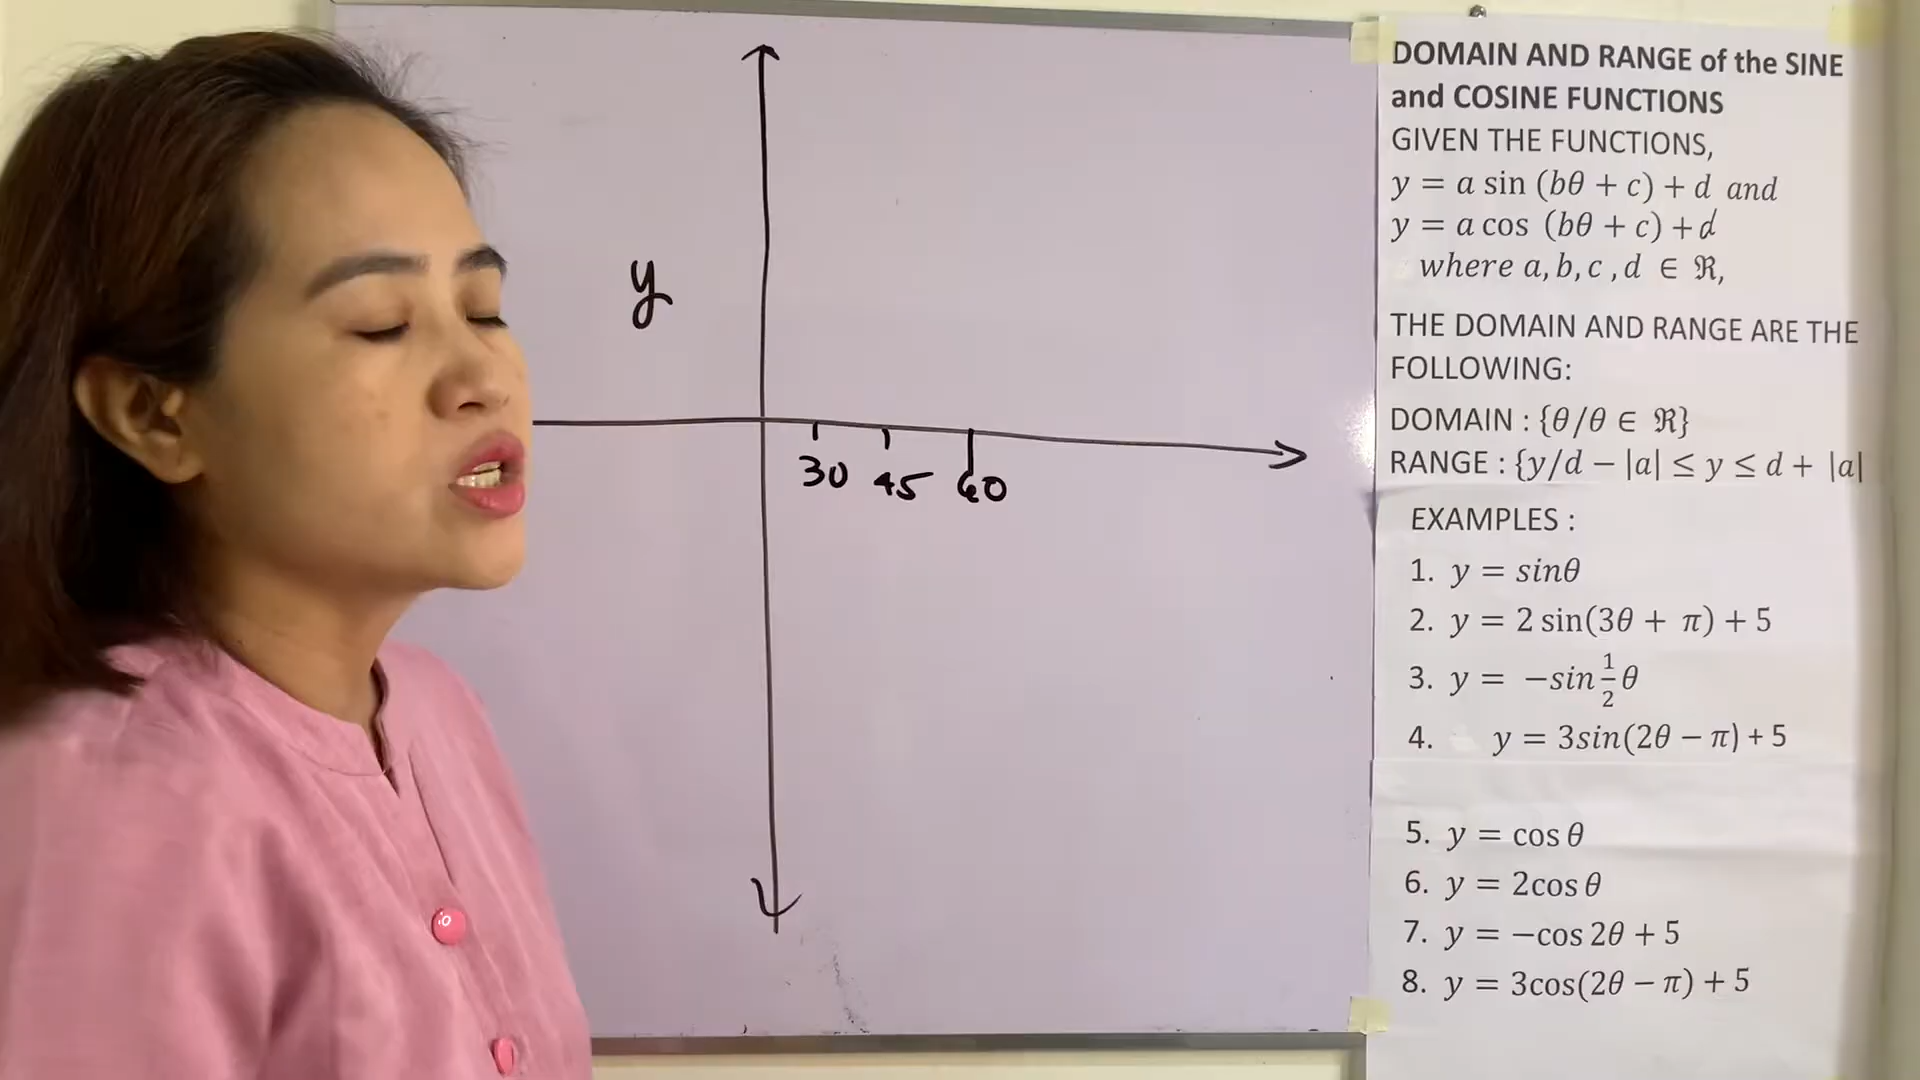 y
30 45 60
DOMAIN AND RANGE of the SINE
and COSINE FUNCTIONS
GIVEN THE FUNCTIONS,
y = a sin (bθ + c) + d and
y = a cos (bθ + c) + d
where a, b, c , d ∈ ℜ,
THE DOMAIN AND RANGE ARE THE
FOLLOWING:
DOMAIN : {θ/θ ∈ ℜ}
RANGE : {y/d − |a| ≤ y ≤ d + |a|
EXAMPLES :
1. y = sinθ
2. y = 2 sin(3θ + π) + 5
3. y = −sin 1/2 θ
4. y = 3sin(2θ − π) + 5
5. y = cos θ
6. y = 2cos θ
7. y = −cos 2θ + 5
8. y = 3cos(2θ − π) + 5